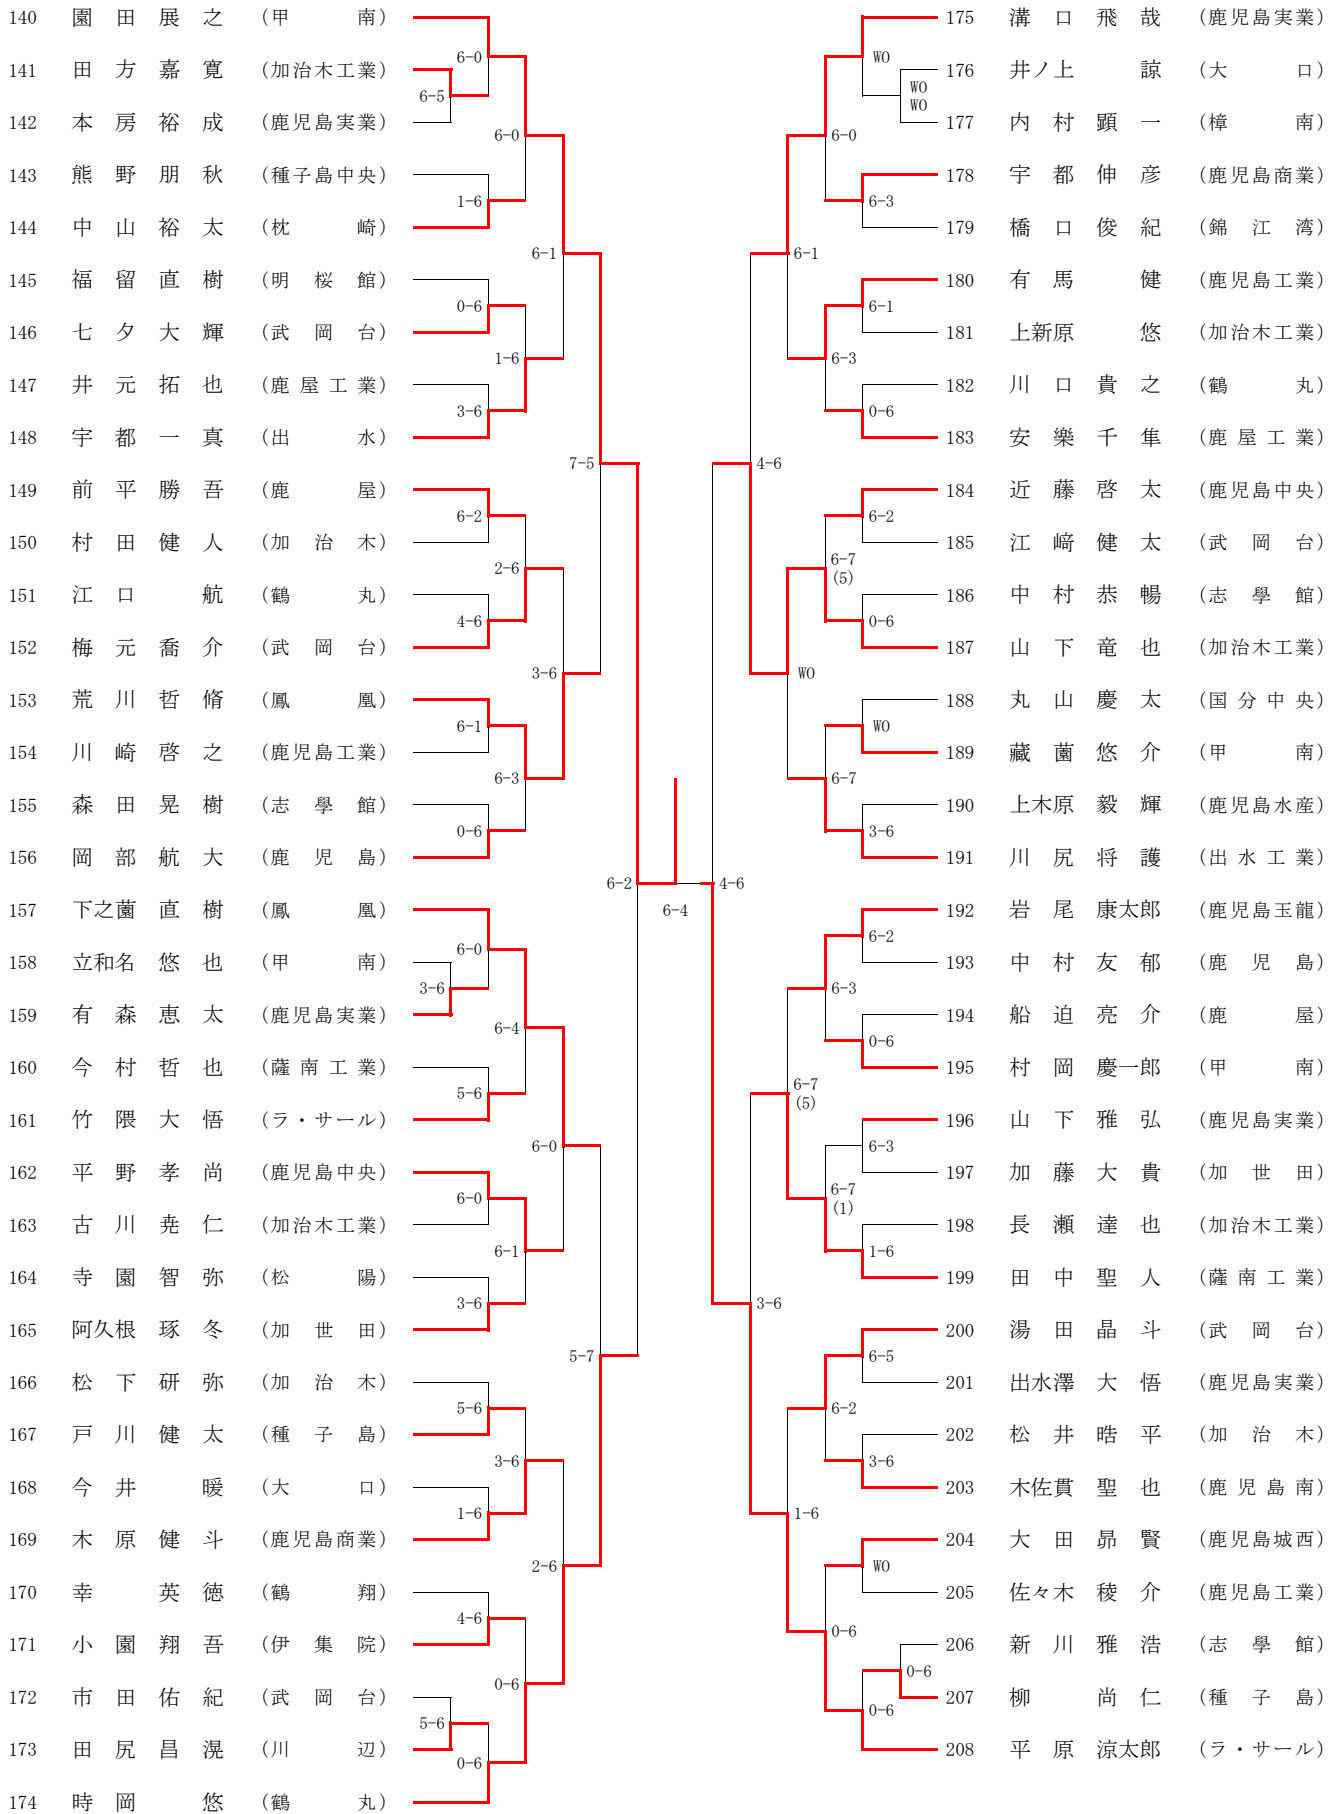 140 園田展之 (甲南)
141 田方嘉寛 (加治木工業)
142 本房裕成 (鹿児島実業)
143 熊野朋秋 (種子島中央)
144 中山裕太 (枕崎)
145 福留直樹 (明桜館)
146 七夕大輝 (武岡台)
147 井元拓也 (鹿屋工業)
148 宇都一真 (出水)
149 前平勝吾 (鹿屋)
150 村田健人 (加治木)
151 江口航 (鶴丸)
152 梅元喬介 (武岡台)
153 荒川哲脩 (鳳凰)
154 川崎啓之 (鹿児島工業)
155 森田晃樹 (志學館)
156 岡部航大 (鹿児島)
157 下之薗直樹 (鳳凰)
158 立和名悠也 (甲南)
159 有森恵太 (鹿児島実業)
160 今村哲也 (薩南工業)
161 竹隈大悟 (ラ・サール)
162 平野孝尚 (鹿児島中央)
163 古川尭仁 (加治木工業)
164 寺園智弥 (松陽)
165 阿久根琢冬 (加世田)
166 松下研弥 (加治木)
167 戸川健太 (種子島)
168 今井暖 (大口)
169 木原健斗 (鹿児島商業)
170 幸英徳 (鶴翔)
171 小園翔吾 (伊集院)
172 市田佑紀 (武岡台)
173 田尻昌滉 (川辺)
174 時岡悠 (鶴丸)
6-0
6-5
6-0
1-6
6-1
0-6
1-6
3-6
7-5
6-2
2-6
4-6
3-6
6-1
6-3
0-6
6-2
6-0
3-6
6-4
5-6
6-0
6-0
6-1
3-6
5-7
5-6
3-6
1-6
2-6
4-6
0-6
5-6
0-6
6-4
175 溝口飛哉 (鹿児島実業)
176 井ノ上諒 (大口)
177 内村顕一 (樟南)
178 宇都伸彦 (鹿児島商業)
179 橋口俊紀 (錦江湾)
180 有馬健 (鹿児島工業)
181 上新原悠 (加治木工業)
182 川口貴之 (鶴丸)
183 安樂千隼 (鹿屋工業)
184 近藤啓太 (鹿児島中央)
185 江﨑健太 (武岡台)
186 中村恭暢 (志學館)
187 山下竜也 (加治木工業)
188 丸山慶太 (国分中央)
189 藏薗悠介 (甲南)
190 上木原毅輝 (鹿児島水産)
191 川尻将護 (出水工業)
192 岩尾康太郎 (鹿児島玉龍)
193 中村友郁 (鹿児島)
194 船迫亮介 (鹿屋)
195 村岡慶一郎 (甲南)
196 山下雅弘 (鹿児島実業)
197 加藤大貴 (加世田)
198 長瀬達也 (加治木工業)
199 田中聖人 (薩南工業)
200 湯田晶斗 (武岡台)
201 出水澤大悟 (鹿児島実業)
202 松井晧平 (加治木)
203 木佐貫聖也 (鹿児島南)
204 大田昴賢 (鹿児島城西)
205 佐々木稜介 (鹿児島工業)
206 新川雅浩 (志學館)
207 柳尚仁 (種子島)
208 平原涼太郎 (ラ・サール)
WO
WO
WO
6-0
6-3
6-1
6-1
6-3
0-6
4-6
6-2
6-7
(5)
0-6
WO
WO
6-7
3-6
4-6
6-2
6-3
0-6
6-7
(5)
6-3
6-7
(1)
1-6
3-6
6-5
6-2
3-6
1-6
WO
0-6
0-6
0-6